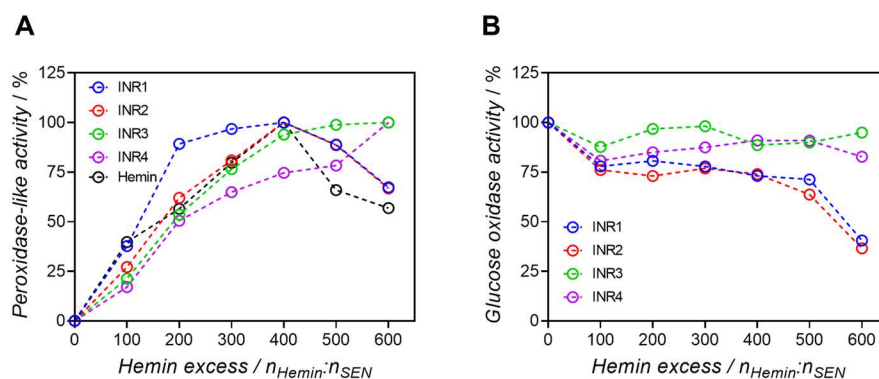 A
Peroxidase-like activity / %
125
100
75
50
25
0
INR1
INR2
INR3
INR4
Hemin
0 100 200 300 400 500 600
Hemin excess / nHemin:nSEN
B
Glucose oxidase activity / %
125
100
75
50
25
0
INR1
INR2
INR3
INR4
0 100 200 300 400 500 600
Hemin excess / nHemin:nSEN